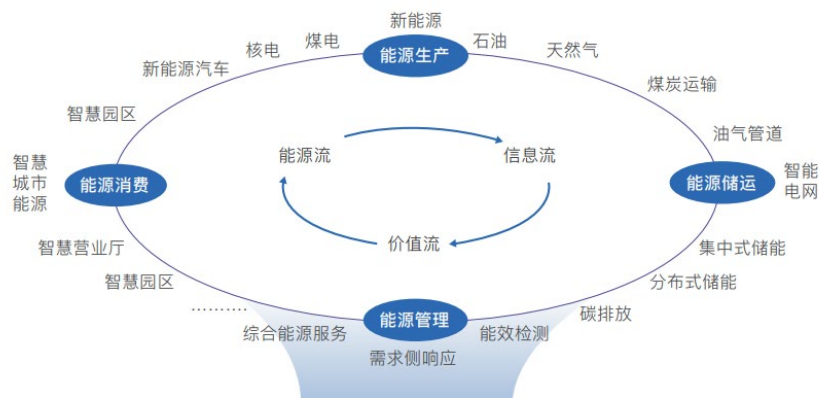 新能源
核电
煤电
能源生产
石油
天然气
新能源汽车
煤炭运输
智慧园区
油气管道
能源流
信息流
智慧
城市
能源
能源消费
能源储运
智能
电网
智慧营业厅
价值流
集中式储能
智慧园区
分布式储能
………
综合能源服务
能源管理
能效检测
碳排放
需求侧响应